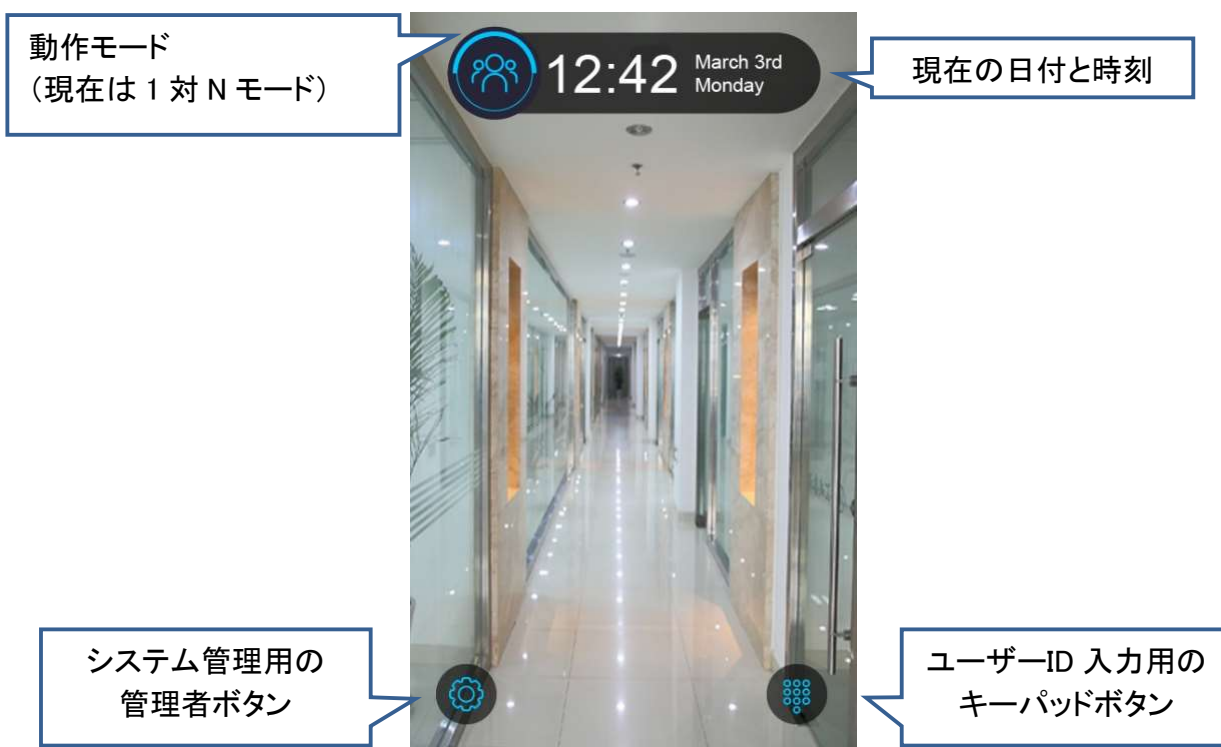 動作モード
（現在は 1 対 N モード）
12:42
March 3rd
Monday
現在の日付と時刻
システム管理用の
管理者ボタン
ユーザーID 入力用の
キーパッドボタン